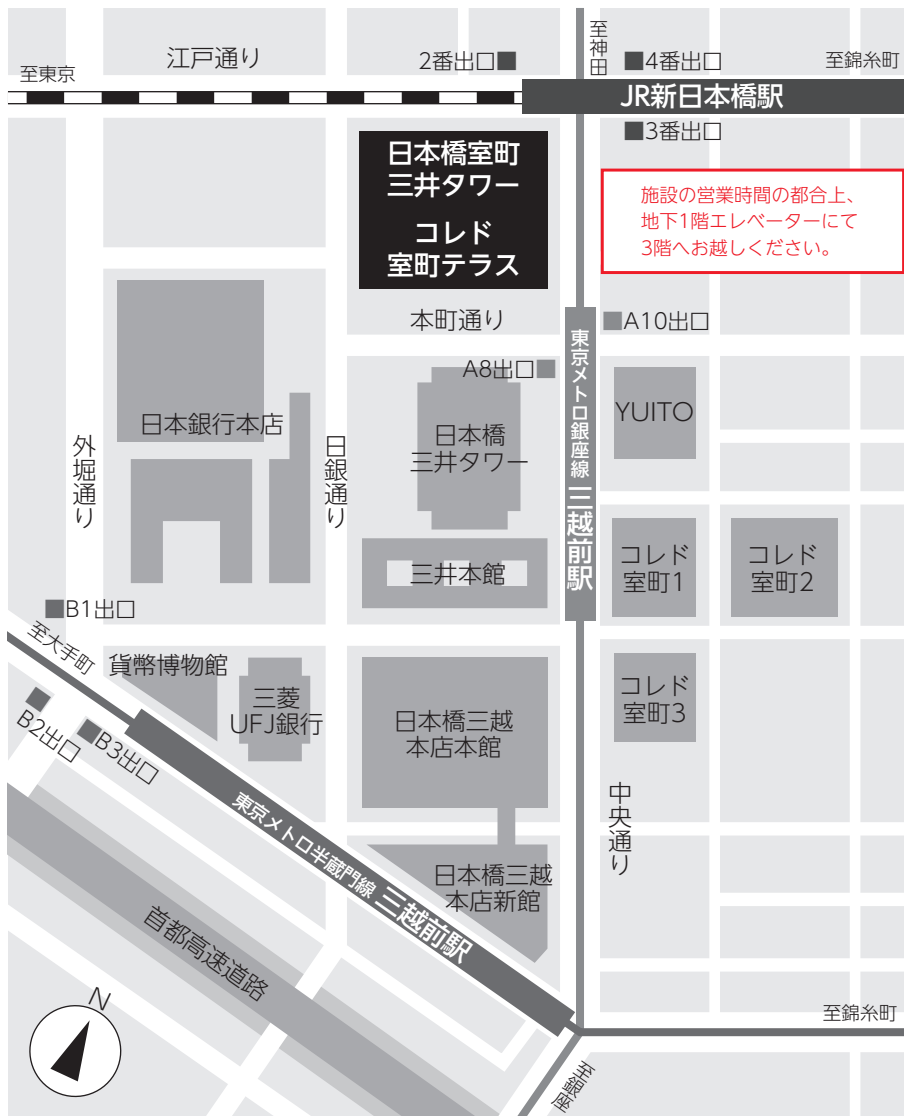 至東京
江戸通り
2番出口
至神田
4番出口
至錦糸町
JR新日本橋駅
3番出口
日本橋室町
三井タワー
コレド
室町テラス
施設の営業時間の都合上、
地下1階エレベーターにて
3階へお越しください。
本町通り
A10出口
A8出口
東京メトロ銀座線 三越前駅
YUITO
日本銀行本店
外堀通り
日銀通り
日本橋
三井タワー
三井本館
コレド
室町1
コレド
室町2
B1出口
至大手町
貨幣博物館
三菱
UFJ銀行
日本橋三越
本店本館
コレド
室町3
B2出口
B3出口
中央通り
東京メトロ半蔵門線 三越前駅
日本橋三越
本店新館
首都高速道路
N
至錦糸町
至銀座